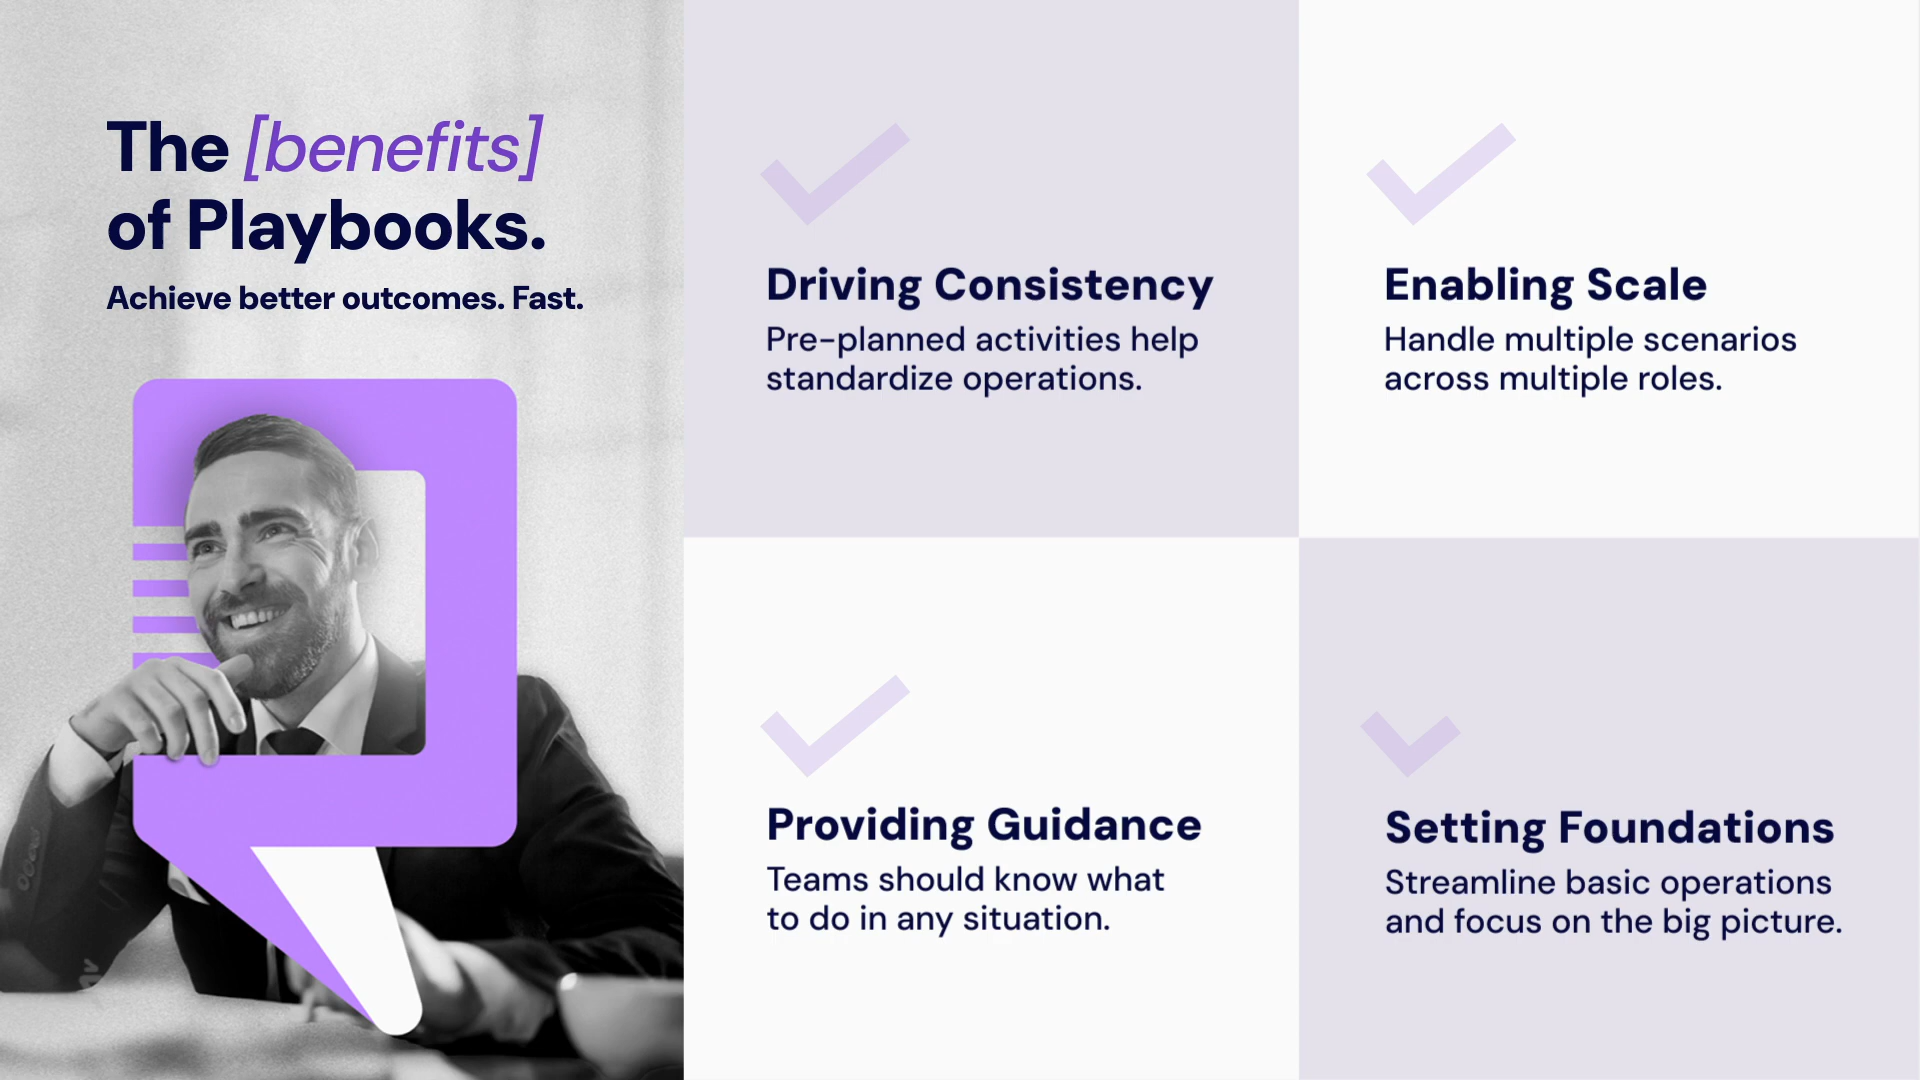 The [benefits]
of Playbooks.
Achieve better outcomes. Fast.
Driving Consistency
Pre-planned activities help
standardize operations.
Enabling Scale
Handle multiple scenarios
across multiple roles.
Providing Guidance
Teams should know what
to do in any situation.
Setting Foundations
Streamline basic operations
and focus on the big picture.